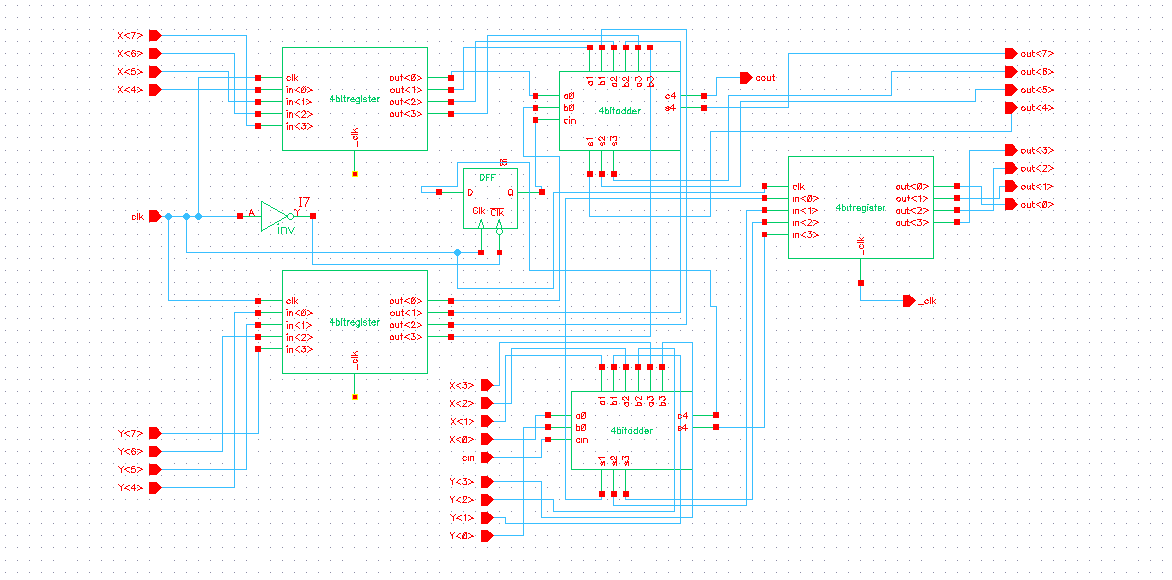 X<7>
X<6>
X<5>
X<4>
clk
in<0>
in<1>
in<2>
in<3>
4bitregister
out<0>
out<1>
out<2>
out<3>
_clk
a1
b1
a2
b2
a3
b3
a0
b0
cin
4bitadder
c4
s4
s1
s2
s3
cout
out<7>
out<6>
out<5>
out<4>
out<3>
out<2>
out<1>
out<0>
DFF
D
Q
Clk
Clk
clk
A
I7
Y
inv
clk
in<0>
in<1>
in<2>
in<3>
4bitregister
out<0>
out<1>
out<2>
out<3>
_clk
_clk
clk
in<0>
in<1>
in<2>
in<3>
4bitregister
out<0>
out<1>
out<2>
out<3>
_clk
X<3>
X<2>
X<1>
X<0>
cin
Y<3>
Y<2>
Y<1>
Y<0>
a1
b1
a2
b2
a3
b3
a0
b0
cin
4bitadder
c4
s4
s1
s2
s3
Y<7>
Y<6>
Y<5>
Y<4>